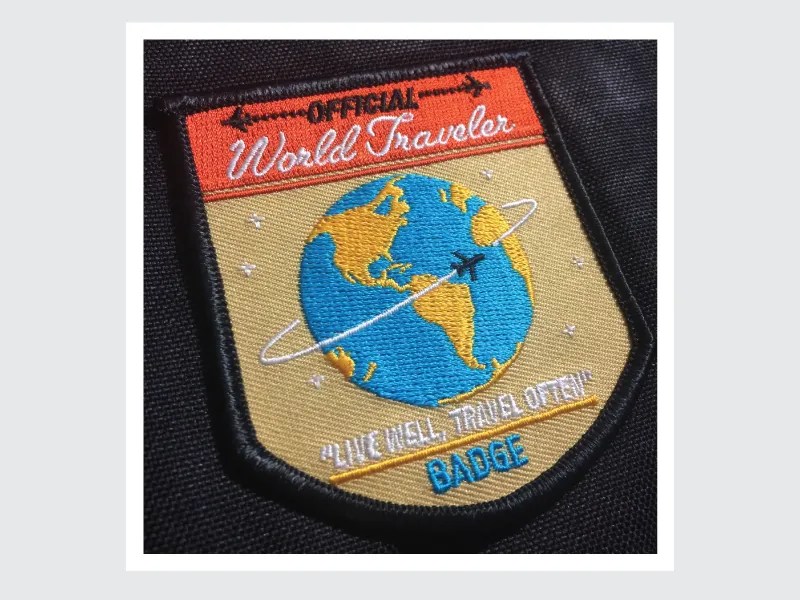 OFFICIAL
World Traveler
"LIVE WELL, TRAVEL OFTEN"
BADGE